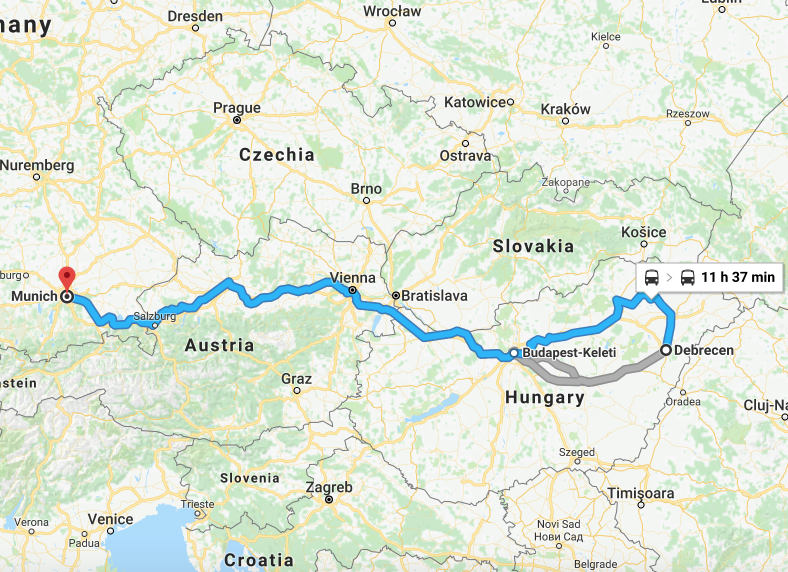 many
Dresden
Wrocław
Lublin
Kielce
Prague
Katowice
Kraków
Rzeszow
Czechia
Ostrava
Nuremberg
Brno
Zakopane
Košice
Slovakia
burg
Munich
Vienna
Bratislava
11 h 37 min
Salzburg
Austria
Budapest-Keleti
Debrecen
nstein
Graz
Hungary
Oradea
Cluj-Na
Szeged
Slovenia
Zagreb
Timișoara
Trieste
Verona
Venice
Padua
Novi Sad
Нови Сад
Croatia
Belgrade